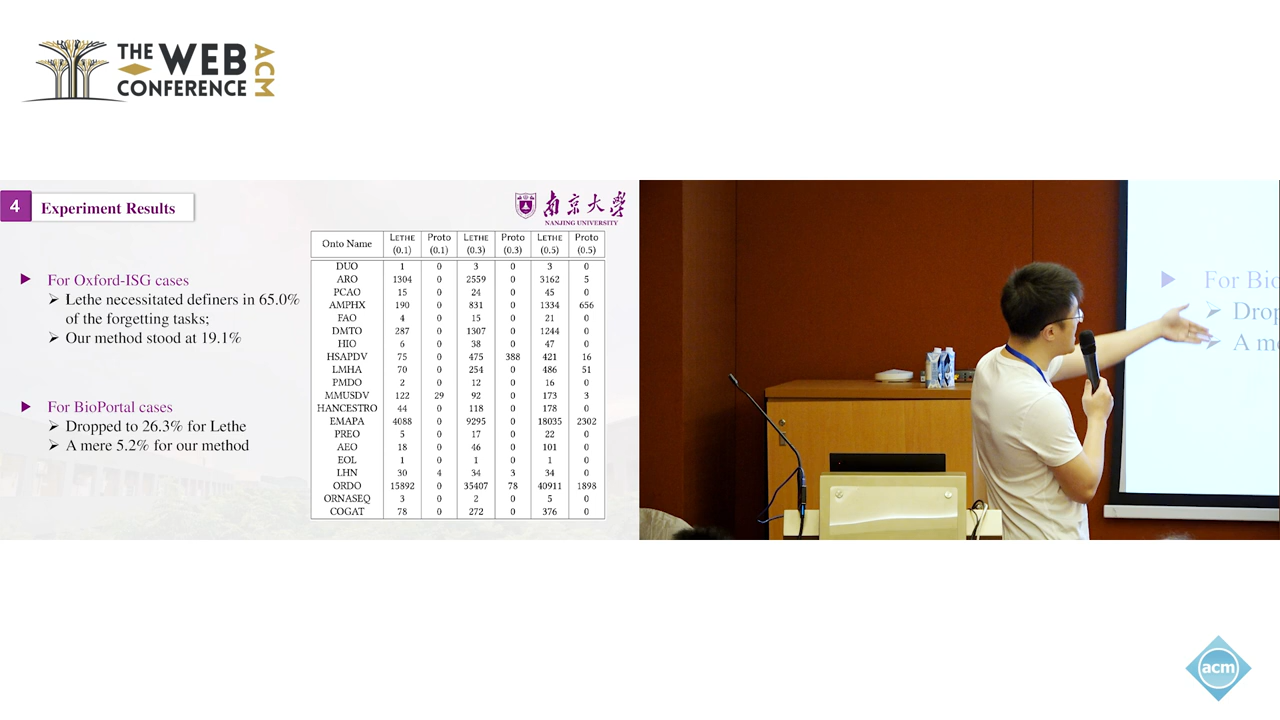 THE WEB
CONFERENCE
ACM
4
Experiment Results
南京大學
NANJING UNIVERSITY
For Oxford-ISG cases
Lethe necessitated definers in 65.0%
of the forgetting tasks;
Our method stood at 19.1%
For BioPortal cases
Dropped to 26.3% for Lethe
A mere 5.2% for our method
Onto Name LETHE (0.1) Proto (0.1) LETHE (0.3) Proto (0.3) LETHE (0.5) Proto (0.5)
DUO 1 0 3 0 3 0
ARO 1304 0 2559 0 3162 5
PCAO 15 0 24 0 45 0
AMPHX 190 0 831 0 1334 656
FAO 4 0 15 0 21 0
DMTO 287 0 1307 0 1244 0
HIO 6 0 38 0 47 0
HSAPDV 75 0 475 388 421 16
LMHA 70 0 254 0 486 51
PMDO 2 0 12 0 16 0
MMUSDV 122 29 92 0 173 3
HANCESTRO 44 0 118 0 178 0
EMAPA 4088 0 9295 0 18035 2302
PREO 5 0 17 0 22 0
AEO 18 0 46 0 101 0
EOL 1 0 1 0 1 0
LHN 30 4 34 3 34 0
ORDO 15892 0 35407 78 40911 1898
ORNASEQ 3 0 2 0 5 0
COGAT 78 0 272 0 376 0
For Bio
Drop
A me
acm